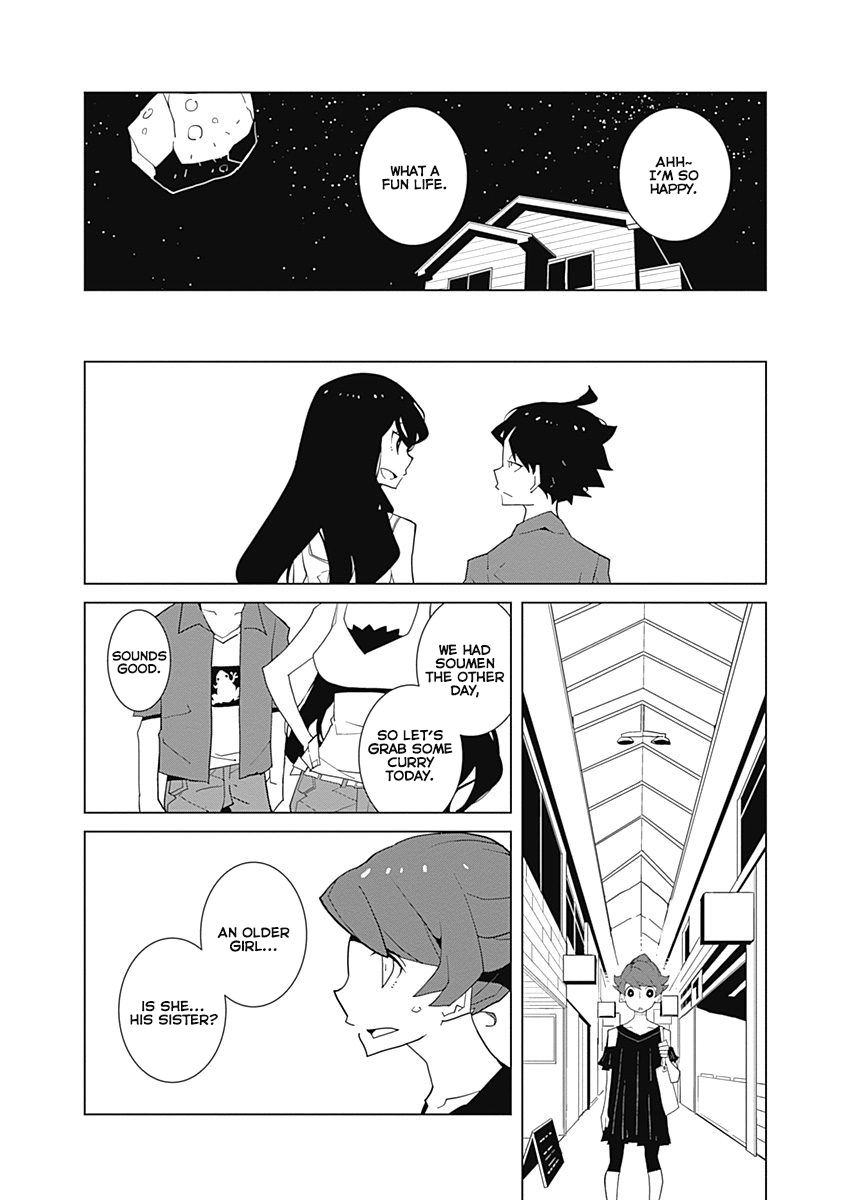 AHH~
I'M SO
HAPPY.
WHAT A
FUN LIFE.
WE HAD
SOUMEN
THE OTHER
DAY,
SO LET'S
GRAB SOME
CURRY
TODAY.
SOUNDS
GOOD.
AN OLDER
GIRL...
IS SHE...
HIS SISTER?